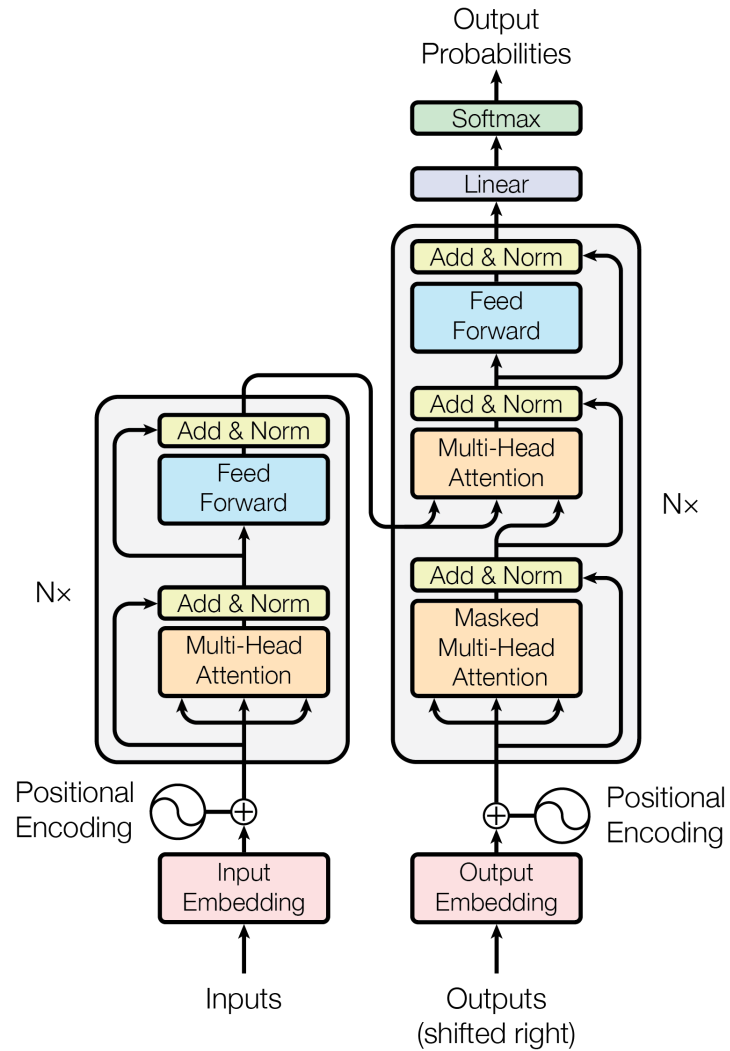 Output
Probabilities
Softmax
Linear
Add & Norm
Feed
Forward
Add & Norm
Multi-Head
Attention
Add & Norm
Masked
Multi-Head
Attention
N×
Add & Norm
Feed
Forward
Add & Norm
Multi-Head
Attention
N×
Positional
Encoding
Positional
Encoding
Input
Embedding
Output
Embedding
Inputs
Outputs
(shifted right)